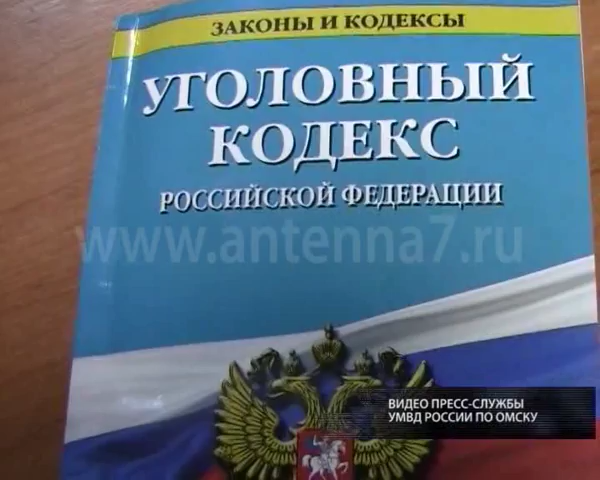 ЗАКОНЫ И КОДЕКСЫ
УГОЛОВНЫЙ
КОДЕКС
РОССИЙСКОЙ ФЕДЕРАЦИИ
www.antenna7.ru
ВИДЕО ПРЕСС-СЛУЖБЫ
УМВД РОССИИ ПО ОМСКУ